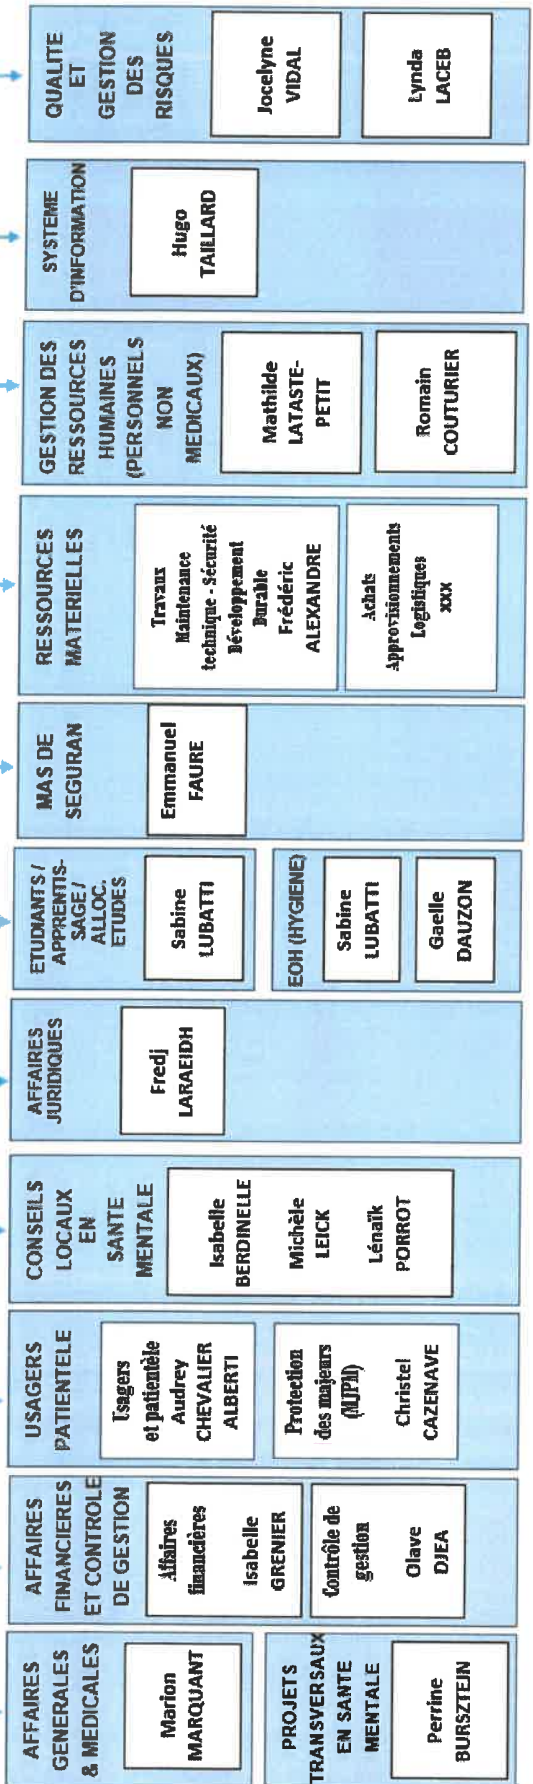 AFFAIRES
GENERALES
& MEDICALES
Marion
MARQUANT
PROJETS
TRANSVERSAUX
EN SANTE
MENTALE
Perrine
BURSZTEIN
AFFAIRES
FINANCIERES
ET CONTROLE
DE GESTION
Affaires
financières
Isabelle
GRENIER
Contrôle de
gestion
Olave
DJEA
USAGERS
PATIENTELE
Usagers
et patientèle
Audrey
CHEVALIER
ALBERTI
Protection
des majeurs
(MJPM)
Christel
CAZENAVE
CONSEILS
LOCAUX
EN
SANTE
MENTALE
Isabelle
BERDINELLE
Michèle
LEICK
Lénaïk
PORROT
AFFAIRES
JURIDIQUES
Fredj
LARAEIDH
ETUDIANTS /
APPRENTIS-
SAGE /
ALLOC.
ETUDES
Sabine
LUBATTI
EOH (HYGIENE)
Sabine
LUBATTI
Gaelle
DAUZON
MAS DE
SEGURAN
Emmanuel
FAURE
RESSOURCES
MATERIELLES
Travaux
Maintenance
technique - Sécurité
Développement
Durable
Frédéric
ALEXANDRE
Achats
Approvisionnements
Logistiques
xxx
GESTION DES
RESSOURCES
HUMAINES
(PERSONNELS
NON
MEDICAUX)
Mathilde
LATASTE-
PETIT
Romain
COUTURIER
SYSTEME
D'INFORMATION
Hugo
TAILLARD
QUALITE
ET
GESTION
DES
RISQUES
Jocelyne
VIDAL
Lynda
LACEB